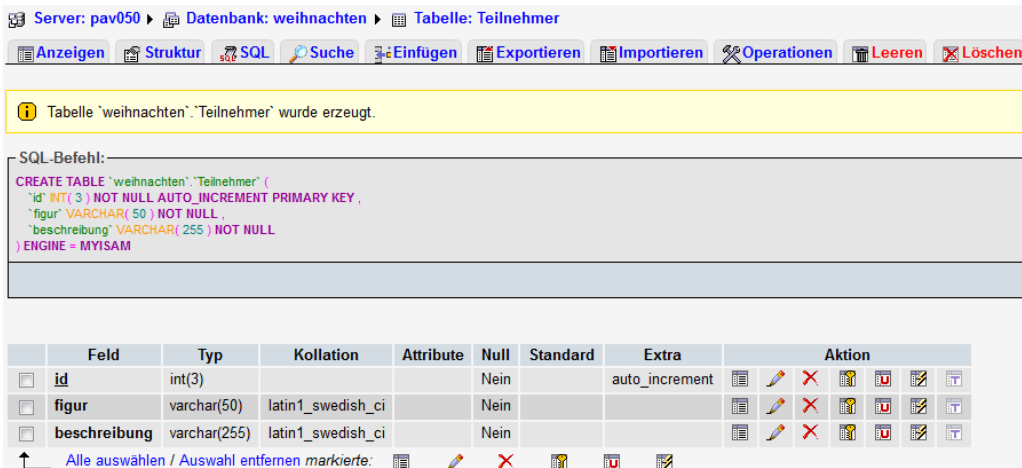 Server: pav050 ▸ Datenbank: weihnachten ▸ Tabelle: Teilnehmer
Anzeigen Struktur SQL Suche Einfügen Exportieren Importieren Operationen Leeren Löschen
Tabelle `weihnachten`.`Teilnehmer` wurde erzeugt.
SQL-Befehl:
CREATE TABLE `weihnachten`.`Teilnehmer` (
`id` INT( 3 ) NOT NULL AUTO_INCREMENT PRIMARY KEY ,
`figur` VARCHAR( 50 ) NOT NULL ,
`beschreibung` VARCHAR( 255 ) NOT NULL
) ENGINE = MYISAM
Feld Typ Kollation Attribute Null Standard Extra Aktion
id int(3) Nein auto_increment
figur varchar(50) latin1_swedish_ci Nein
beschreibung varchar(255) latin1_swedish_ci Nein
Alle auswählen / Auswahl entfernen markierte: